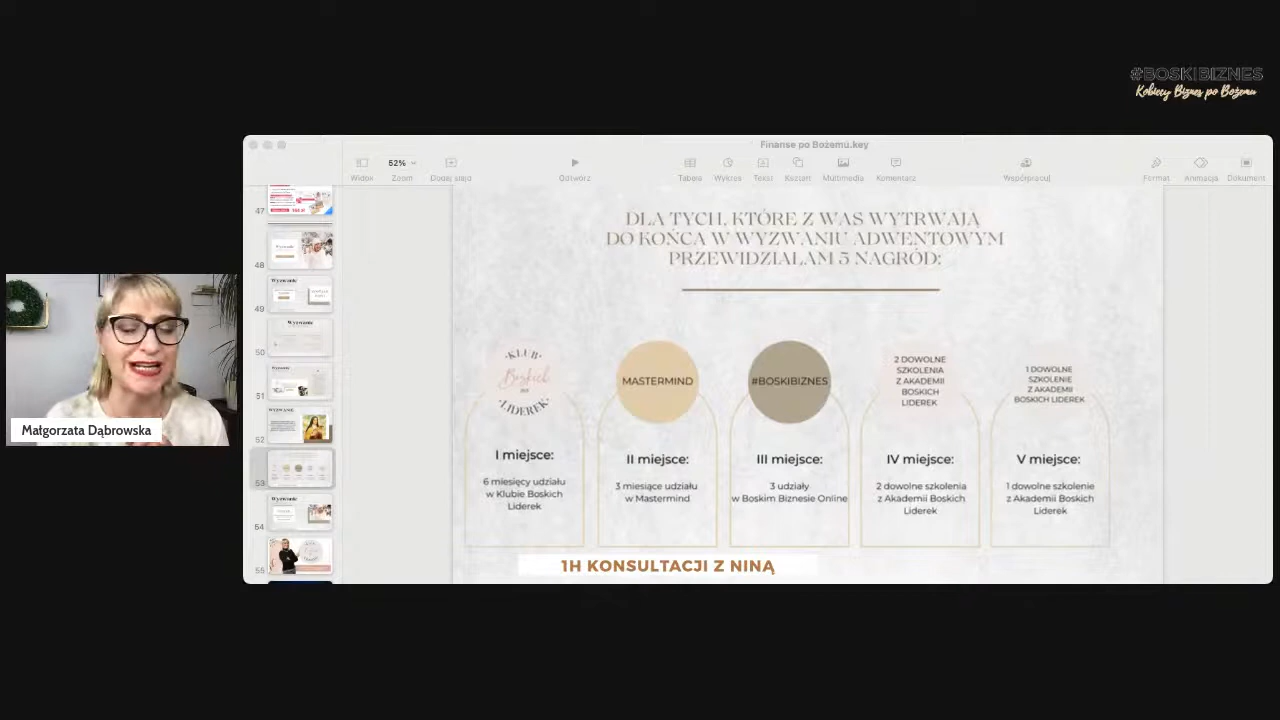 #BOSKIBIZNES
Kobiecy Biznes po Bożemu
Finanse po Bożemu.key
52%
Widok
Zoom
Dodaj slajd
Odtwórz
Tabela
Wykres
Tekst
Kształt
Multimedia
Komentarz
Współpracuj
Format
Animacja
Dokument
47
48
49
50
51
52
53
54
55
Wyzwanie
Wyzwanie
WYZWANIE
Wyzwanie
DLA TYCH, KTÓRE Z WAS WYTRWAJĄ
DO KOŃCA W WYZWANIU ADWENTOWYM
PRZEWIDZIAŁAM 5 NAGRÓD:
KLUB
Boskich
LIDEREK
MASTERMIND
#BOSKIBIZNES
2 DOWOLNE
SZKOLENIA
Z AKADEMII
BOSKICH
LIDEREK
1 DOWOLNE
SZKOLENIE
Z AKADEMII
BOSKICH LIDEREK
I miejsce:
6 miesięcy udziału
w Klubie Boskich
Liderek
II miejsce:
3 miesiące udziału
w Mastermind
III miejsce:
3 udziały
w Boskim Biznesie Online
IV miejsce:
2 dowolne szkolenia
z Akademii Boskich
Liderek
V miejsce:
1 dowolne szkolenie
z Akademii Boskich
Liderek
1H KONSULTACJI Z NINĄ
Małgorzata Dąbrowska